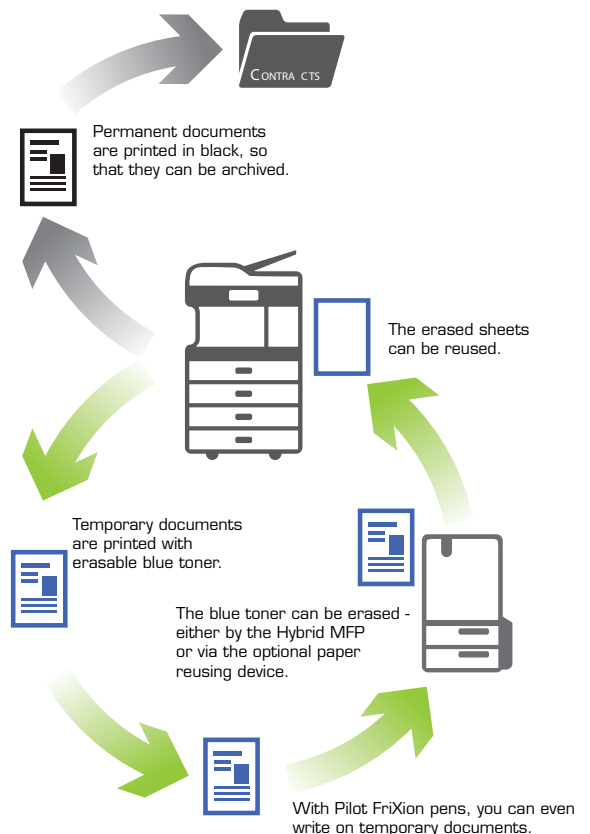 CONTRA CTS
Permanent documents
are printed in black, so
that they can be archived.
The erased sheets
can be reused.
Temporary documents
are printed with
erasable blue toner.
The blue toner can be erased -
either by the Hybrid MFP
or via the optional paper
reusing device.
With Pilot FriXion pens, you can even
write on temporary documents.